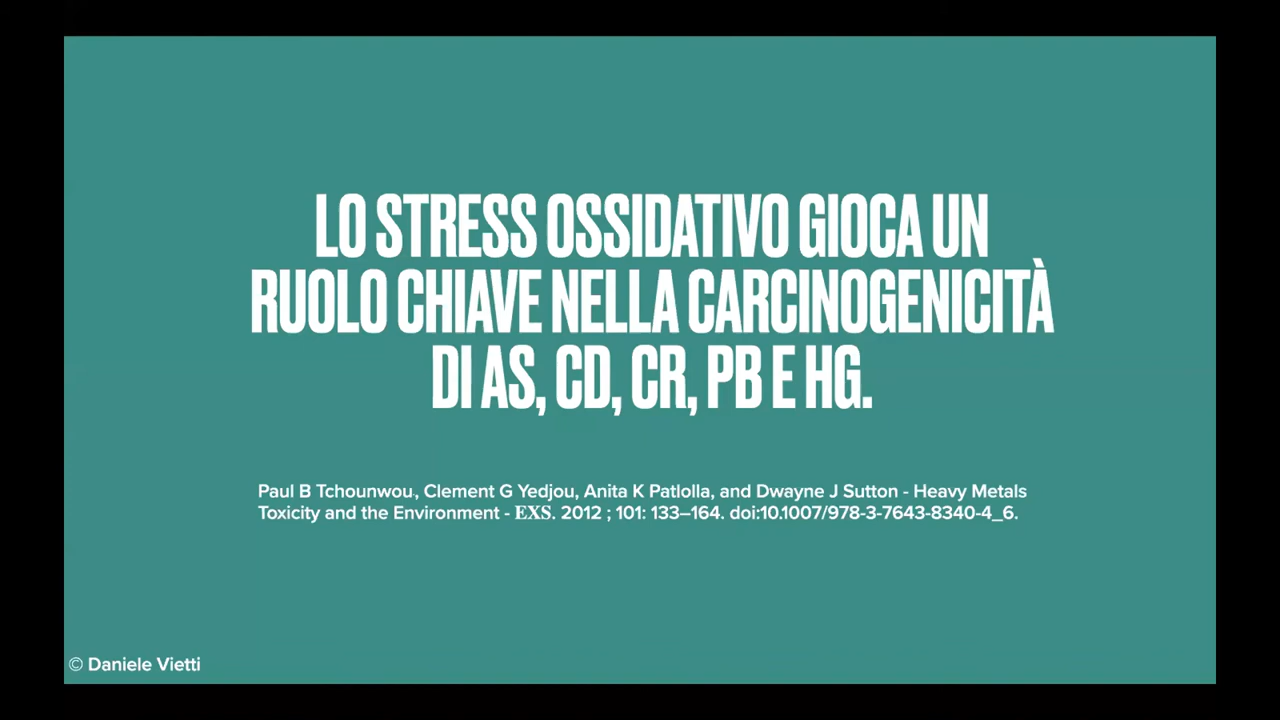 LO STRESS OSSIDATIVO GIOCA UN
RUOLO CHIAVE NELLA CARCINOGENICITÀ
DI AS, CD, CR, PB E HG.
Paul B Tchounwou, Clement G Yedjou, Anita K Patlolla, and Dwayne J Sutton - Heavy Metals
Toxicity and the Environment - EXS. 2012 ; 101: 133–164. doi:10.1007/978-3-7643-8340-4_6.
© Daniele Vietti